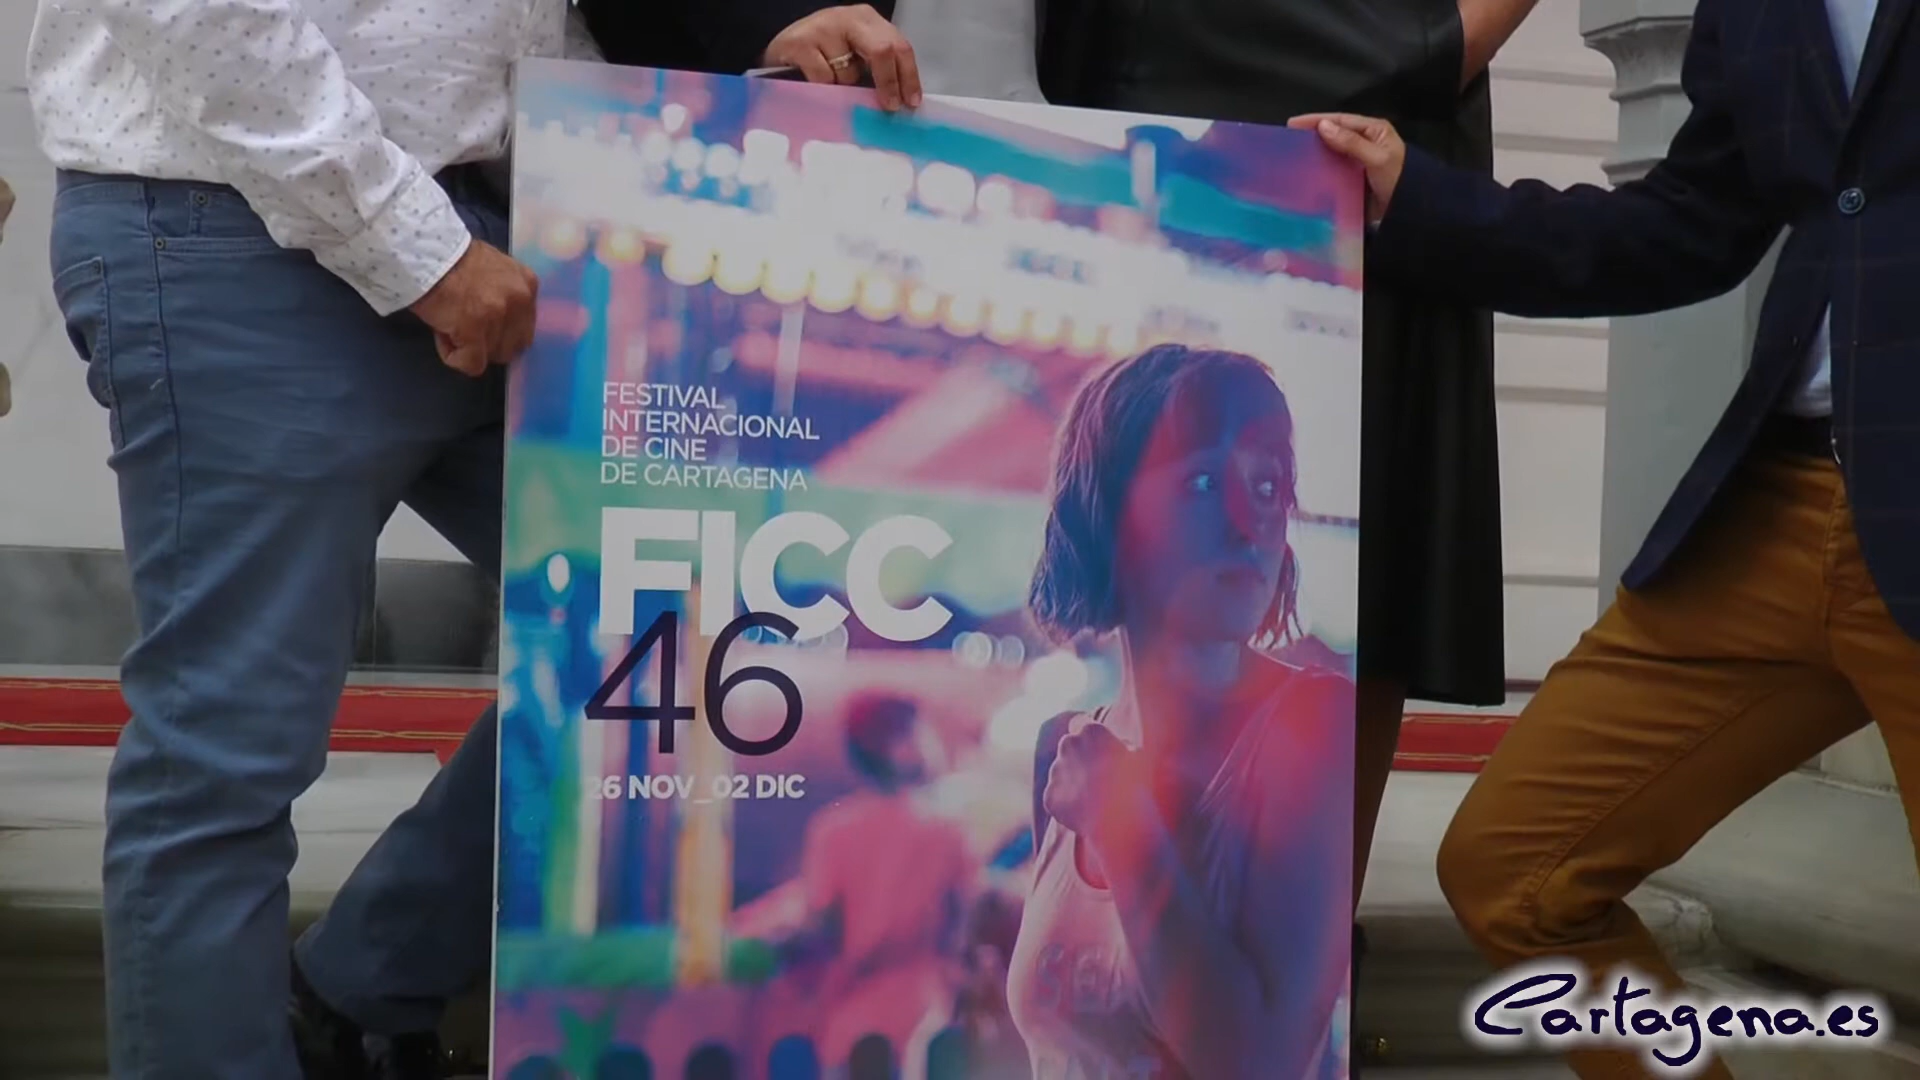 FESTIVAL
INTERNACIONAL
DE CINE
DE CARTAGENA
FICC
46
26 NOV_02 DIC
Cartagena.es